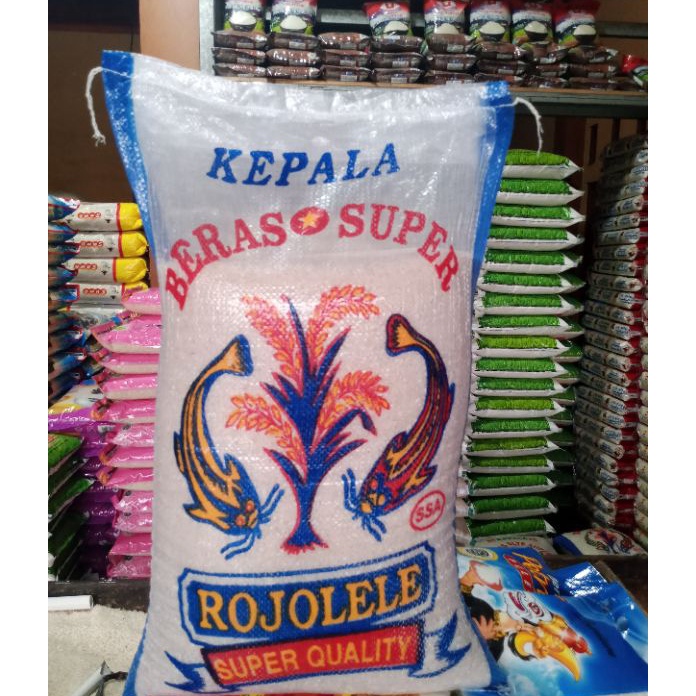 KEPALA
BERAS SUPER
SSA
ROJOLELE
SUPER QUALITY